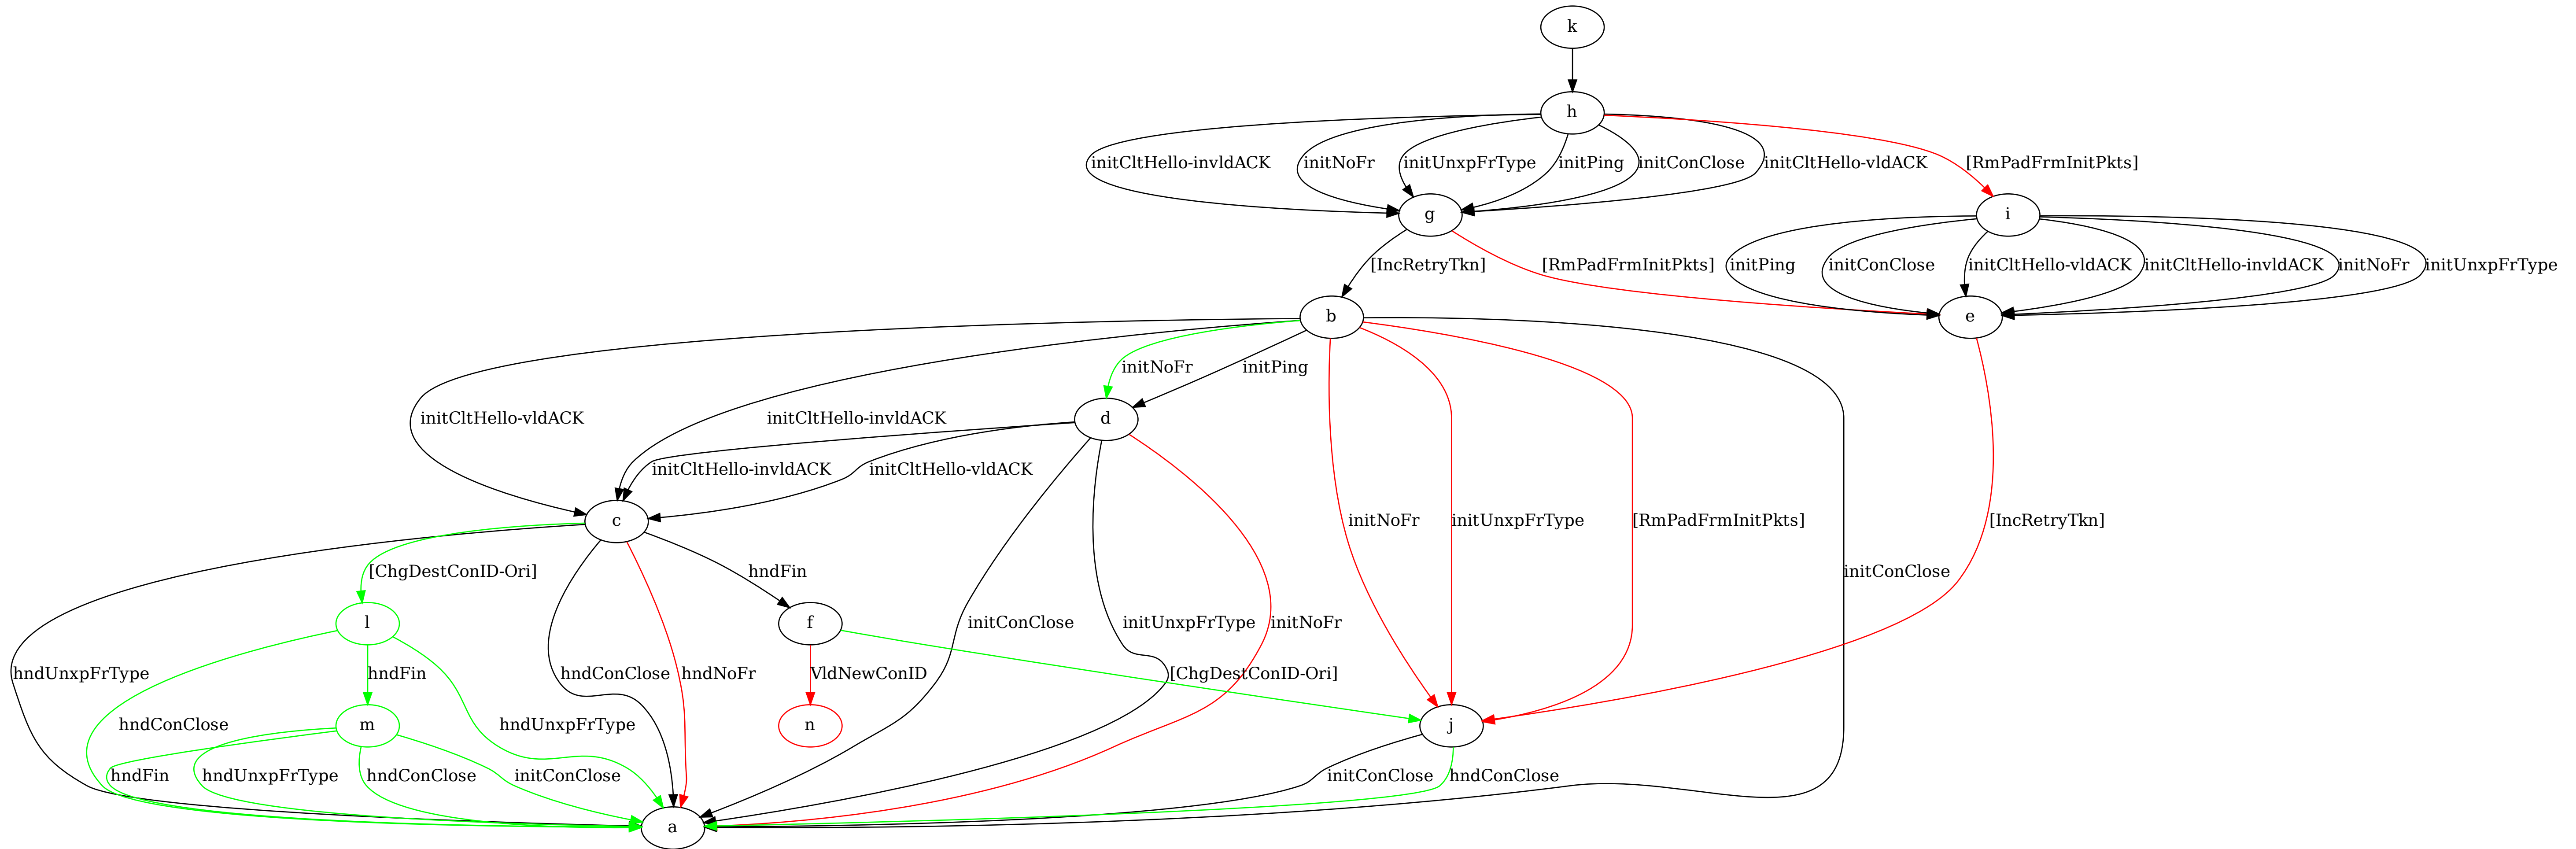 k
h
initCltHello-invldACK
initNoFr
initUnxpFrType
initPing
initConClose
initCltHello-vldACK
[RmPadFrmInitPkts]
g
i
[IncRetryTkn]
[RmPadFrmInitPkts]
initPing
initConClose
initCltHello-vldACK
initCltHello-invldACK
initNoFr
initUnxpFrType
b
e
initNoFr
initPing
initCltHello-vldACK
initCltHello-invldACK
d
initCltHello-invldACK
initCltHello-vldACK
c
initNoFr
initUnxpFrType
[RmPadFrmInitPkts]
[IncRetryTkn]
[ChgDestConID-Ori]
hndFin
initConClose
l
f
initConClose
initUnxpFrType
initNoFr
hndUnxpFrType
hndFin
hndConClose
hndNoFr
VldNewConID
[ChgDestConID-Ori]
hndConClose
m
hndUnxpFrType
n
j
hndFin
hndUnxpFrType
hndConClose
initConClose
initConClose
hndConClose
a